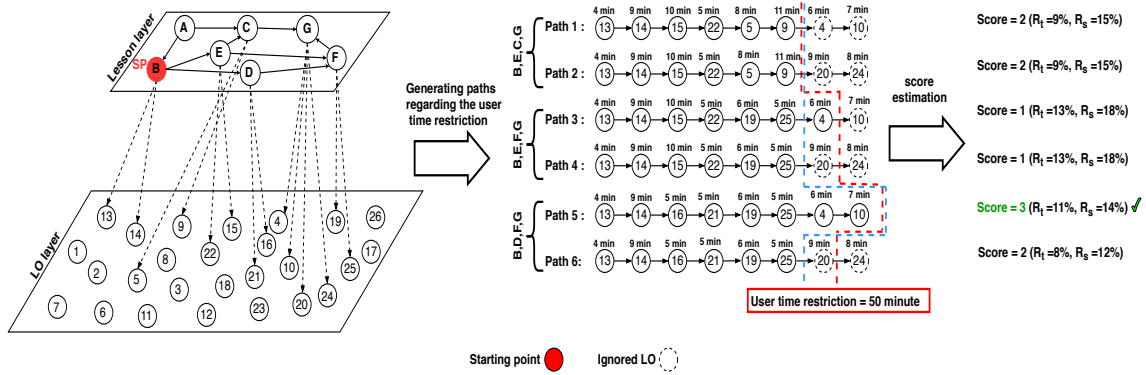 Lesson layer
A
C
G
E
F
SP
B
D
LO layer
13
14
9
15
4
19
26
16
17
1
2
8
22
10
25
5
3
18
21
24
7
6
11
12
23
20
Generating paths
regarding the user
time restriction
B,E,C,G
4 min 9 min 10 min 5 min 8 min 11 min 6 min 7 min
Path 1 : 13 14 15 22 5 9 4 10
4 min 9 min 10 min 5 min 8 min 11 min 9 min 8 min
Path 2 : 13 14 15 22 5 9 20 24
B,E,F,G
4 min 9 min 10 min 5 min 6 min 5 min 6 min 7 min
Path 3 : 13 14 15 22 19 25 4 10
4 min 9 min 10 min 5 min 6 min 5 min 9 min 8 min
Path 4 : 13 14 15 22 19 25 20 24
B,D,F,G
4 min 9 min 5 min 5 min 6 min 5 min 6 min 7 min
Path 5 : 13 14 16 21 19 25 4 10
4 min 9 min 5 min 5 min 6 min 5 min 9 min 8 min
Path 6: 13 14 16 21 19 25 20 24
User time restriction = 50 minute
score
estimation
Score = 2 (Rt =9%, Rs =15%)
Score = 2 (Rt =9%, Rs =15%)
Score = 1 (Rt =13%, Rs =18%)
Score = 1 (Rt =13%, Rs =18%)
Score = 3 (Rt =11%, Rs =14%)
Score = 2 (Rt =8%, Rs =12%)
Starting point
Ignored LO